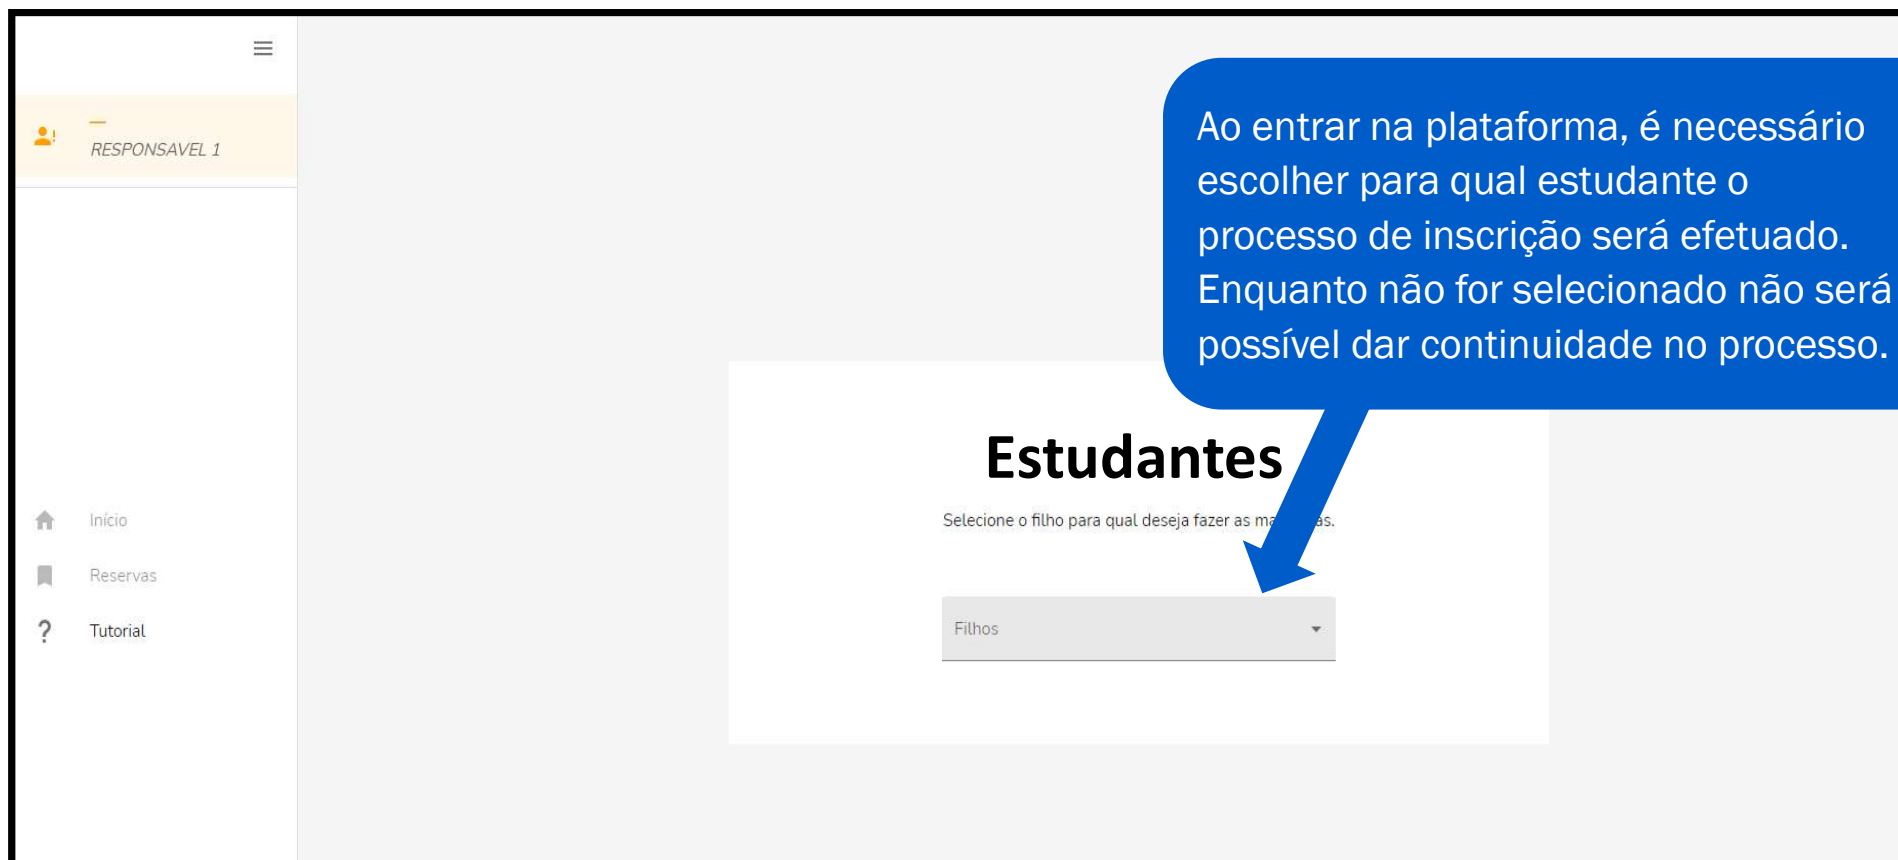 RESPONSAVEL 1
Ao entrar na plataforma, é necessário
escolher para qual estudante o
processo de inscrição será efetuado.
Enquanto não for selecionado não será
possível dar continuidade no processo.
Estudantes
Selecione o filho para qual deseja fazer as
Filhos
Início
Reservas
Tutorial